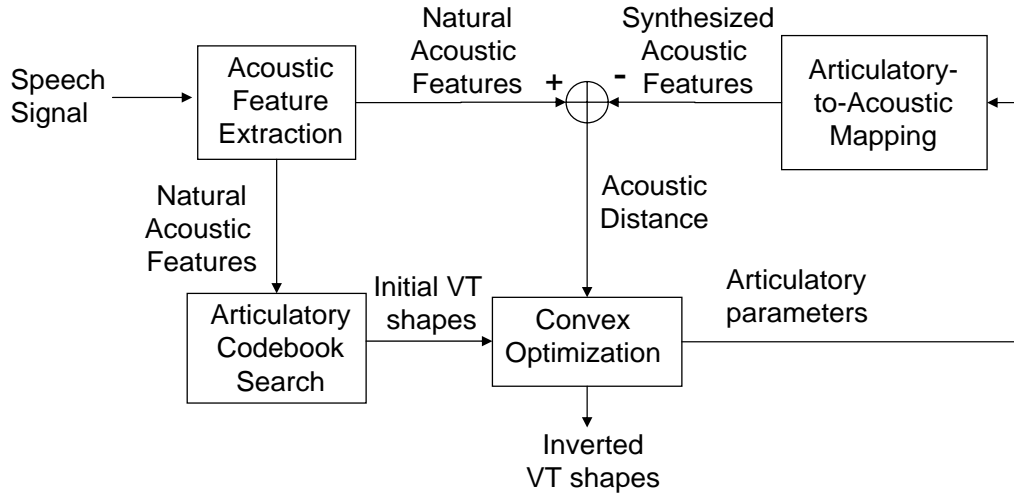 Speech
Signal
Acoustic
Feature
Extraction
Natural
Acoustic
Features
+
-
Synthesized
Acoustic
Features
Articulatory-
to-Acoustic
Mapping
Natural
Acoustic
Features
Acoustic
Distance
Articulatory
Codebook
Search
Initial VT
shapes
Convex
Optimization
Articulatory
parameters
Inverted
VT shapes